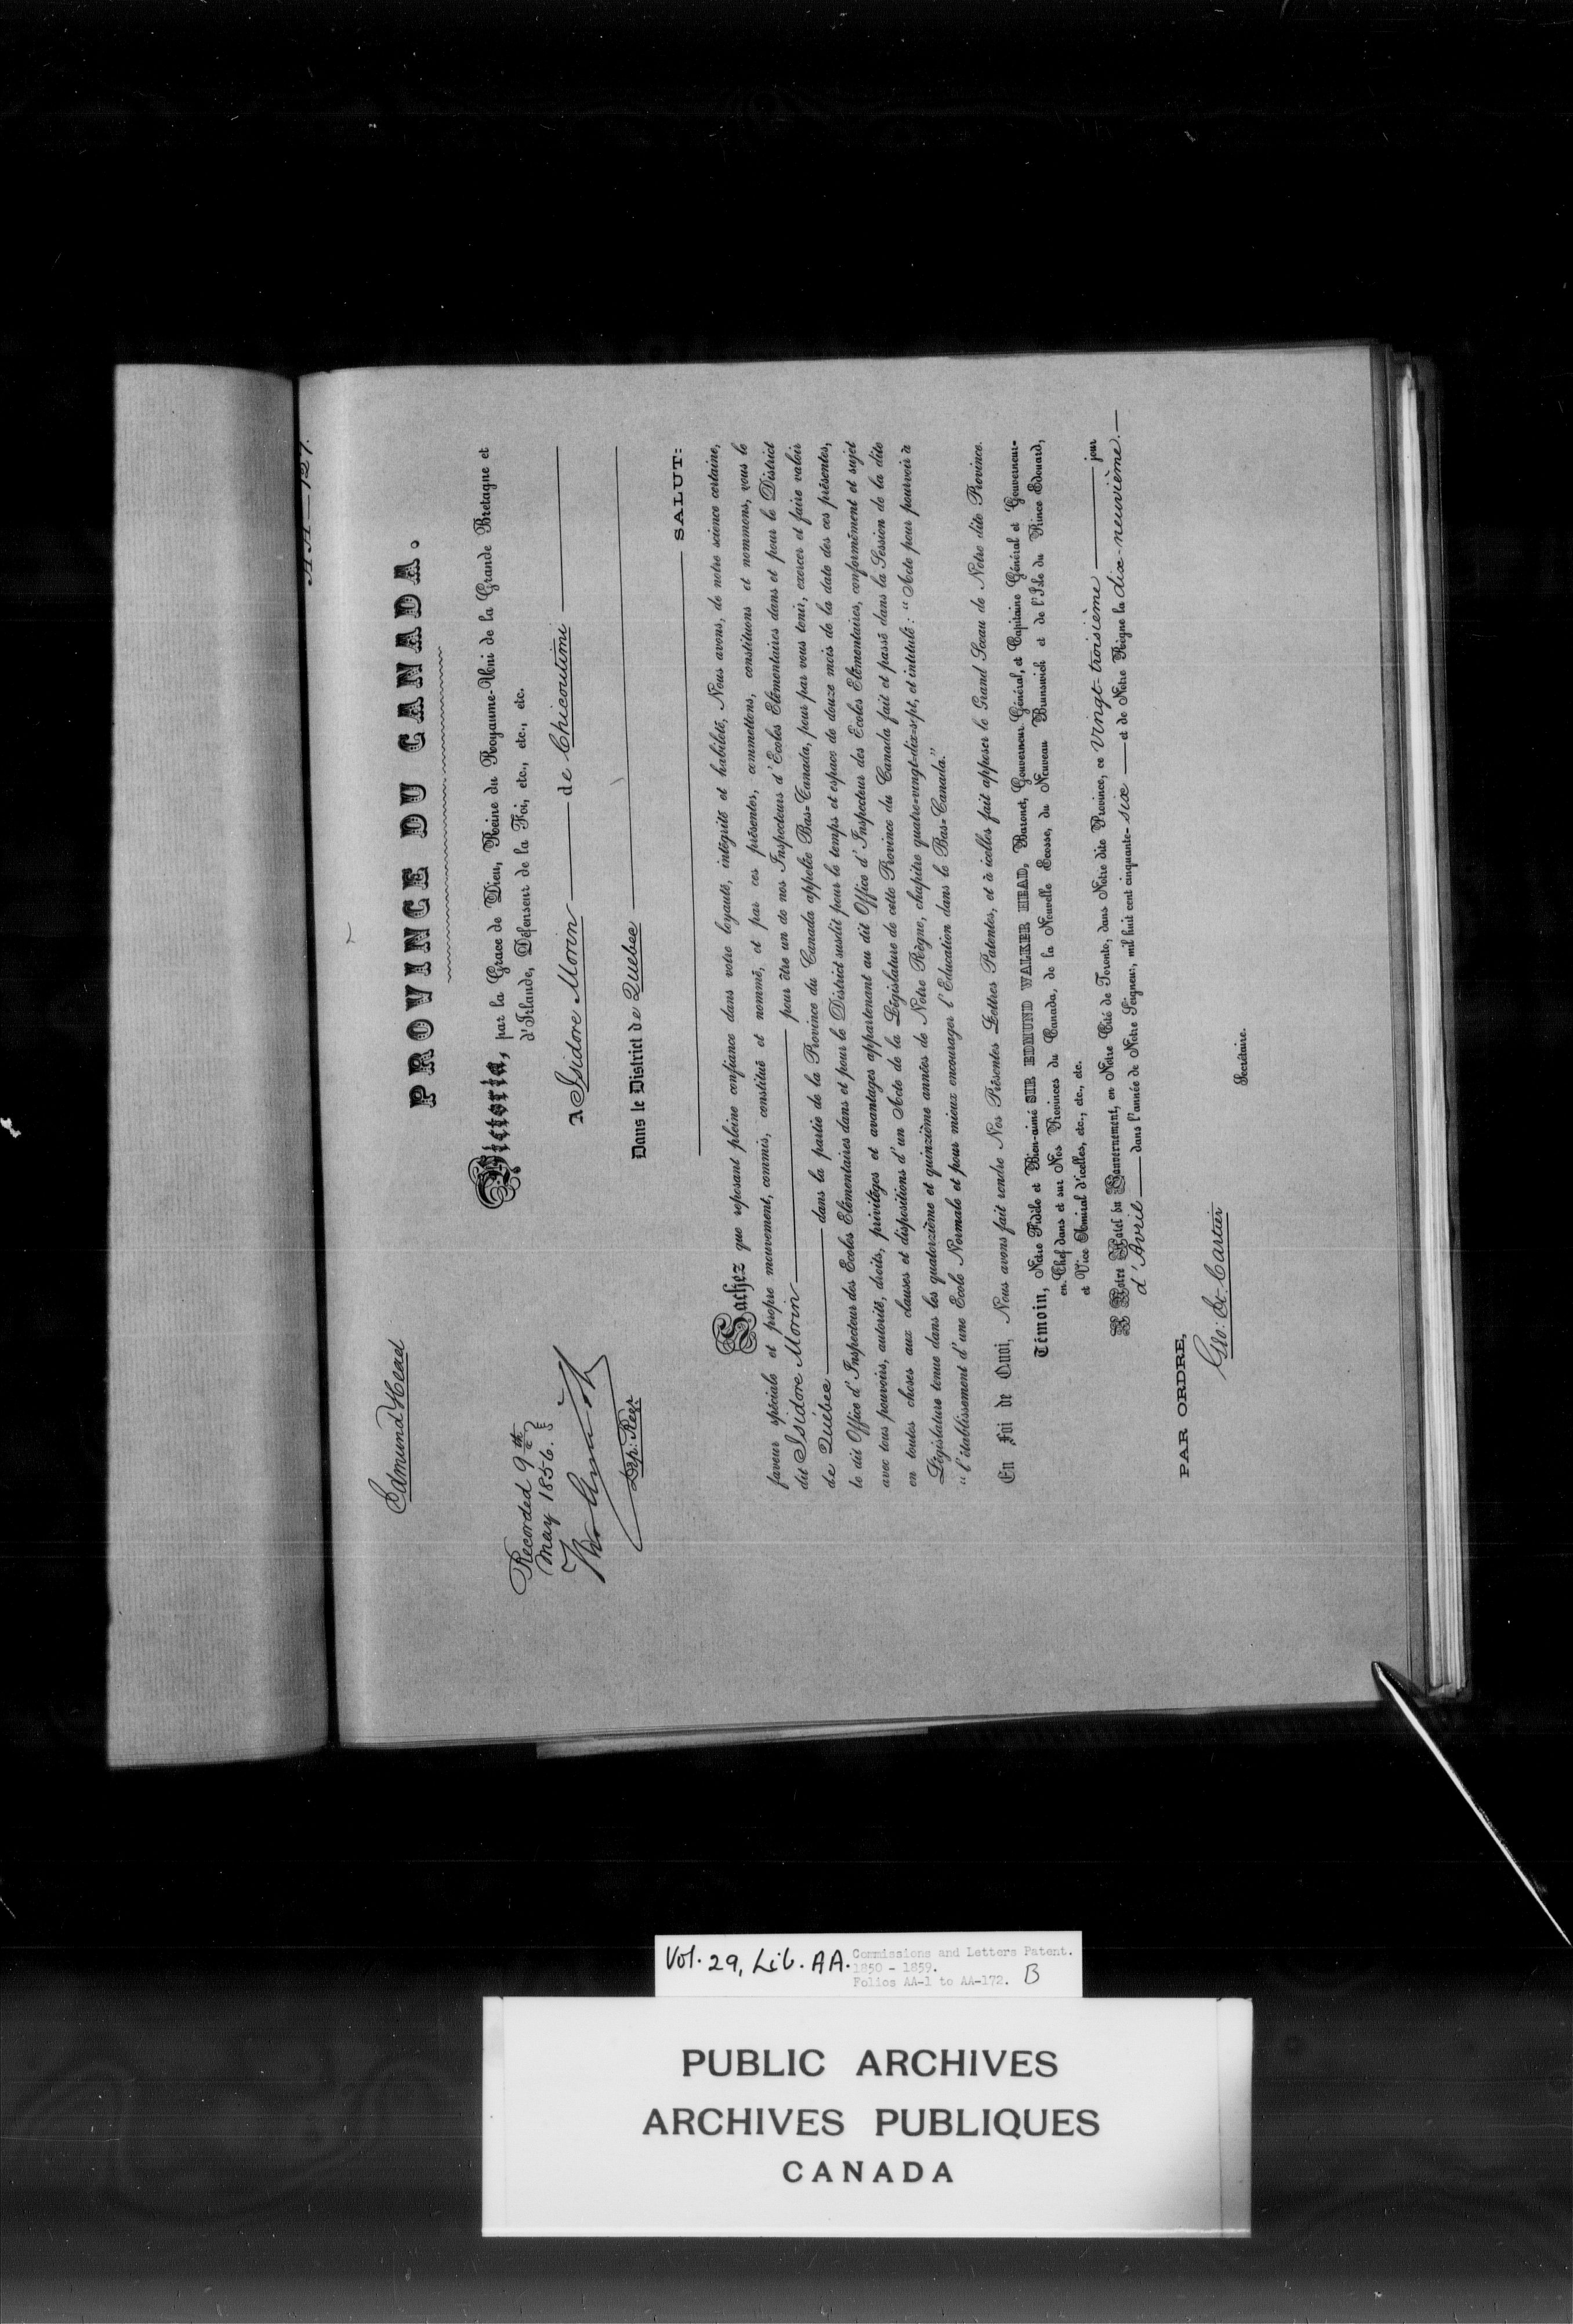 AA-127.
Edmund Head
PROVINCE DU CANADA.
Recorded 9th
May 1856.
Dep: Regr
Victoria, par la Grace de Dieu, Reine du Royaume-Uni de la Grande Bretagne et
d'Irlande, Défenseur de la Foi, etc., etc., etc.
A Isidore Morin de Chicoutimi
Dans le District de Quebec
SALUT:
Sachez que reposant pleine confiance dans votre loyauté, intégrité et habileté, Nous avons, de notre science certaine,
faveur spéciale et propre mouvement, commis, constitué et nommé, et par ces présentes, commettons, constituons et nommons, vous le
dit Isidore Morin pour être un de nos Inspecteurs d'Ecoles Elémentaires dans et pour le District
de Québec dans la partie de la Province du Canada appelée Bas-Canada, pour par vous tenir, exercer et faire valoir
le dit Office d'Inspecteur des Ecoles Elémentaires dans et pour le District susdit pour le temps et espace de douze mois de la date des ces présentes,
avec tous pouvoirs, autorité, droits, priviléges et avantages appartenant au dit Office d'Inspecteur des Ecoles Elémentaires, conformément et sujet
en toutes choses aux clauses et dispositions d'un Acte de la Législature de cette Province du Canada fait et passé dans la Session de la dite
Législature tenue dans les quatorzième et quinzième années de Notre Règne, chapitre quatre-vingt-dix-sept, et intitulé: "Acte pour pourvoir à
"l'établissement d'une Ecole Normale et pour mieux encourager l'Education dans le Bas-Canada."
En Foi de Quoi, Nous avons fait rendre Nos Présentes Lettres Patentes, et à icelles fait apposer le Grand Sceau de Notre dite Province.
Témoin, Notre Fidèle et Bien-aimé SIR EDMUND WALKER HEAD, Baronet, Gouverneur Général, et Capitaine Général et Gouverneur-
en Chef dans et sur Nos Provinces du Canada, de la Nouvelle Ecosse, du Nouveau Brunswick et de l'Isle du Prince Edouard,
et Vice Amiral d'icelles, etc., etc., etc.
A Notre Hotel du Gouvernement, en Notre Cité de Toronto, dans Notre dite Province, ce vingt-troisième jour
d'Avril dans l'année de Notre Seigneur, mil huit cent cinquante-six et de Notre Règne la dix-neuvième.
PAR ORDRE,
Geo: Et. Cartier
Secrétaire.
Vol. 29, Lib. AA. Commissions and Letters Patent.
1850 - 1859.
Folios AA-1 to AA-172. B
PUBLIC ARCHIVES
ARCHIVES PUBLIQUES
CANADA